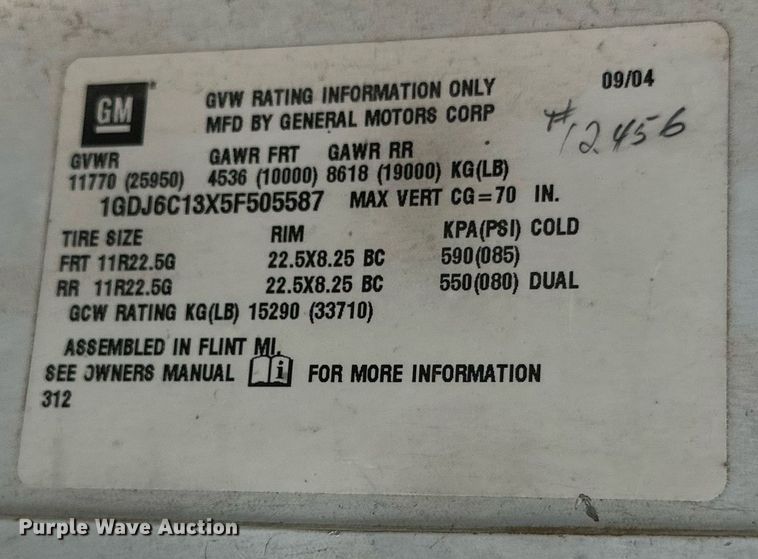 GM
GVW RATING INFORMATION ONLY 09/04
MFD BY GENERAL MOTORS CORP #12456
GVWR GAWR FRT GAWR RR
11770 (25950) 4536 (10000) 8618 (19000) KG(LB)
1GDJ6C13X5F505587 MAX VERT CG=70 IN.
TIRE SIZE RIM KPA(PSI) COLD
FRT 11R22.5G 22.5X8.25 BC 590(085)
RR 11R22.5G 22.5X8.25 BC 550(080) DUAL
GCW RATING KG(LB) 15290 (33710)
ASSEMBLED IN FLINT MI.
SEE OWNERS MANUAL i FOR MORE INFORMATION
312
Purple Wave Auction